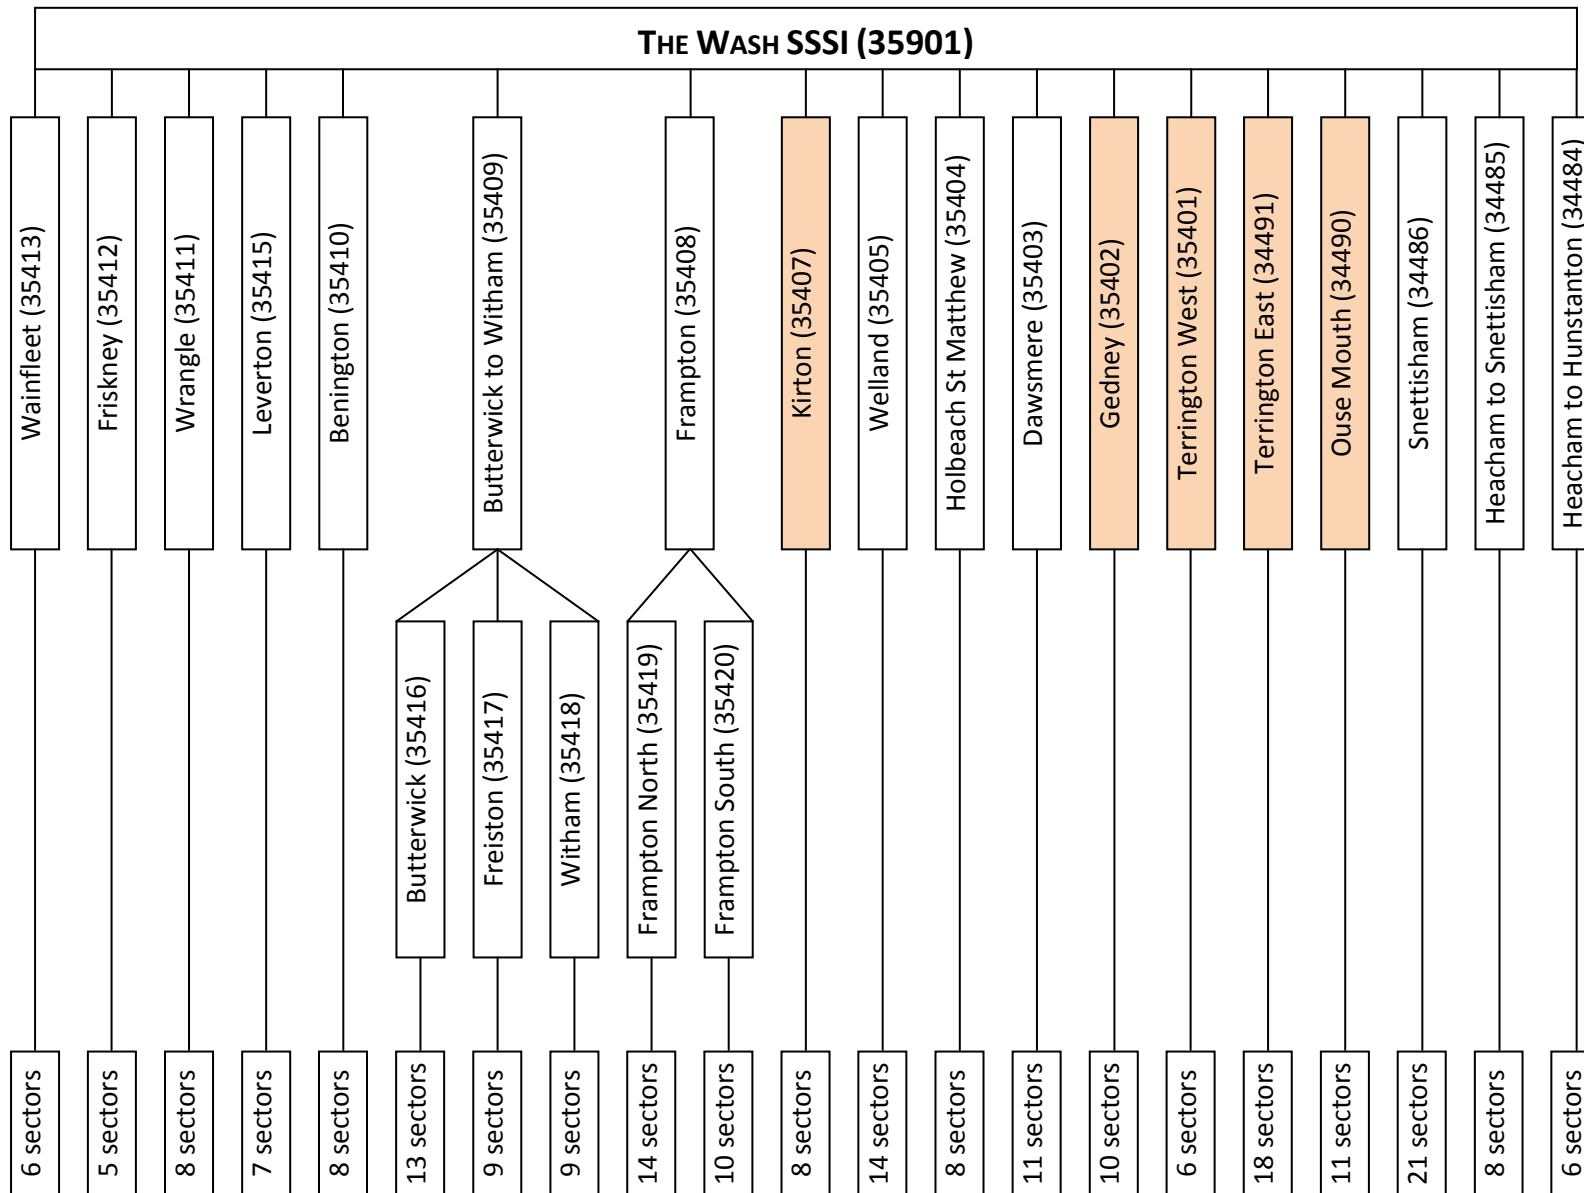 THE WASH SSSI (35901)
Wainfleet (35413)
Friskney (35412)
Wrangle (35411)
Leverton (35415)
Benington (35410)
Butterwick to Witham (35409)
Frampton (35408)
Kirton (35407)
Welland (35405)
Holbeach St Matthew (35404)
Dawsmere (35403)
Gedney (35402)
Terrington West (35401)
Terrington East (34491)
Ouse Mouth (34490)
Snettisham (34486)
Heacham to Snettisham (34485)
Heacham to Hunstanton (34484)
Butterwick (35416)
Freiston (35417)
Witham (35418)
Frampton North (35419)
Frampton South (35420)
6 sectors
5 sectors
8 sectors
7 sectors
8 sectors
13 sectors
9 sectors
9 sectors
14 sectors
10 sectors
8 sectors
14 sectors
8 sectors
11 sectors
10 sectors
6 sectors
18 sectors
11 sectors
21 sectors
8 sectors
6 sectors